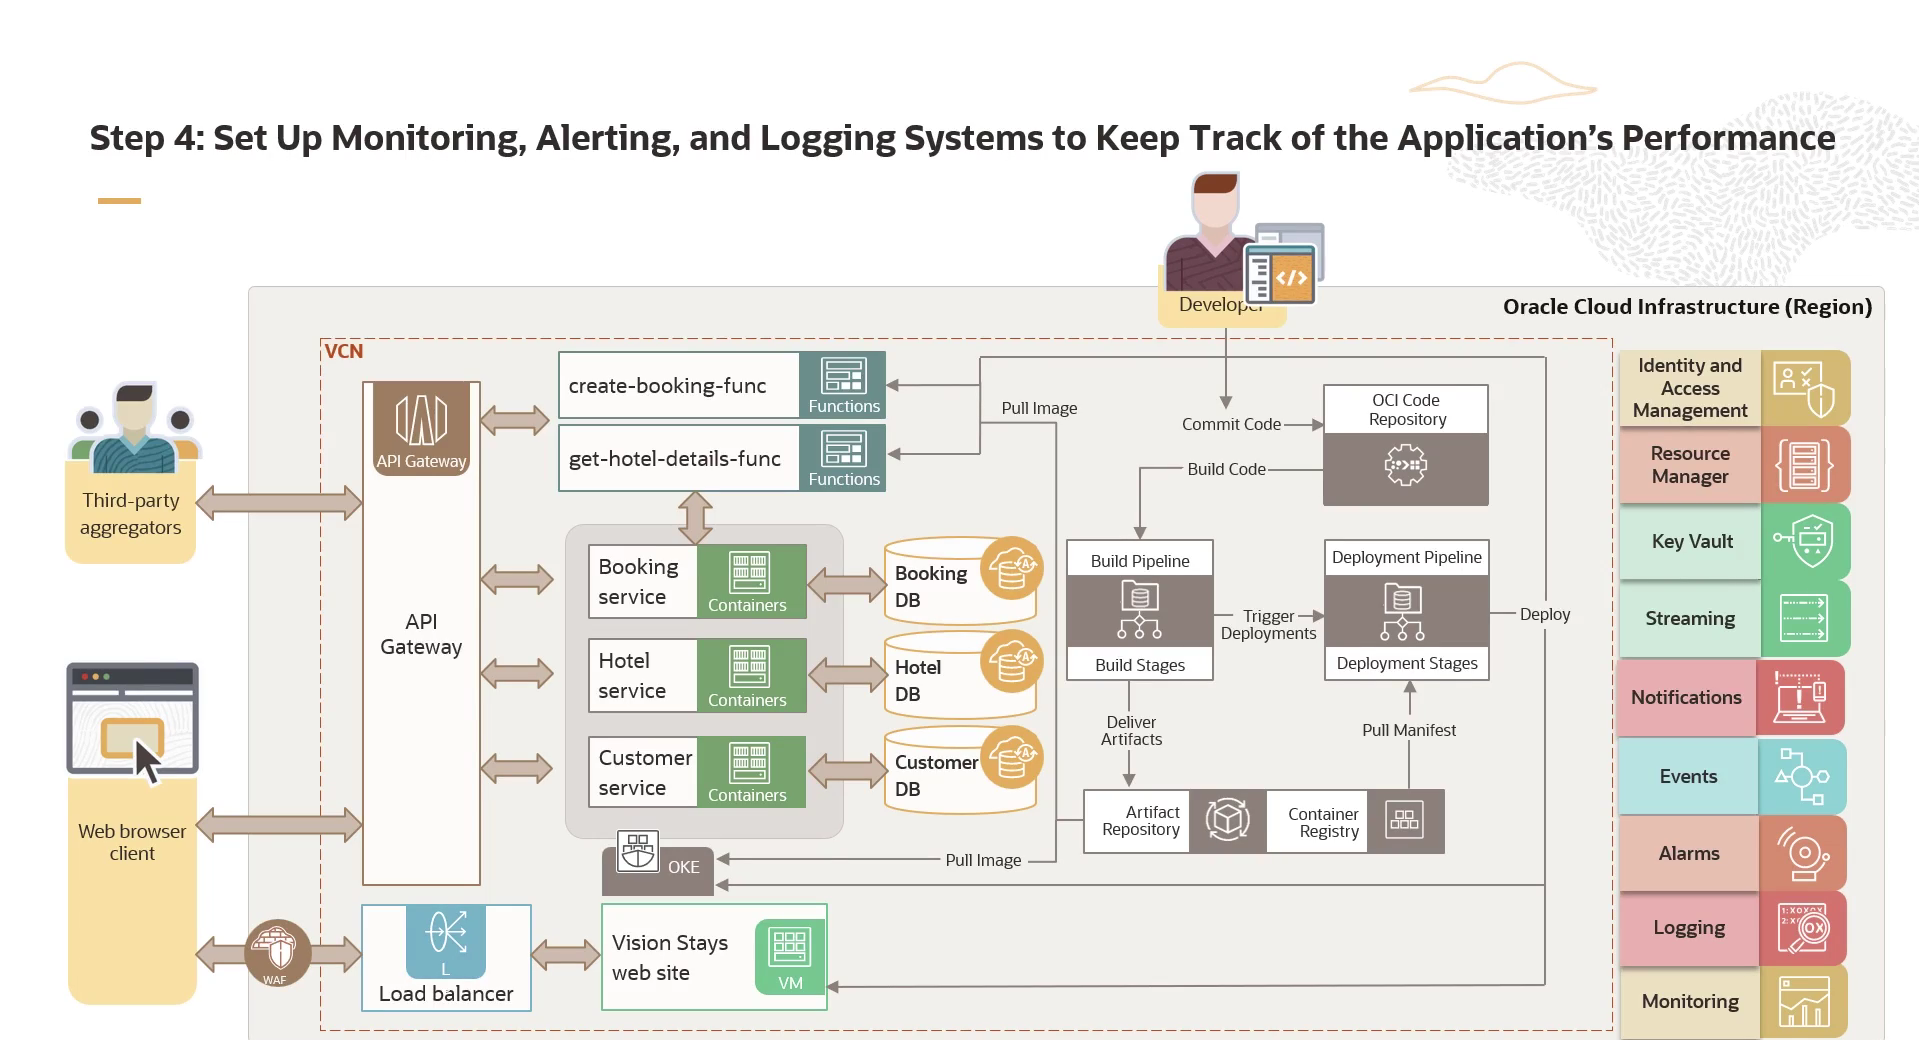 Step 4: Set Up Monitoring, Alerting, and Logging Systems to Keep Track of the Application’s Performance
Developer
Oracle Cloud Infrastructure (Region)
VCN
Third-party
aggregators
Web browser
client
WAF
API Gateway
API
Gateway
create-booking-func
Functions
get-hotel-details-func
Functions
Booking
service
Containers
Hotel
service
Containers
Customer
service
Containers
Booking
DB
Hotel
DB
Customer
DB
OKE
L
Load balancer
Vision Stays
web site
VM
Pull Image
Commit Code
OCI Code
Repository
Build Code
Build Pipeline
Build Stages
Trigger
Deployments
Deployment Pipeline
Deployment Stages
Deploy
Deliver
Artifacts
Pull Manifest
Artifact
Repository
Container
Registry
Pull Image
Identity and
Access
Management
Resource
Manager
Key Vault
Streaming
Notifications
Events
Alarms
Logging
Monitoring